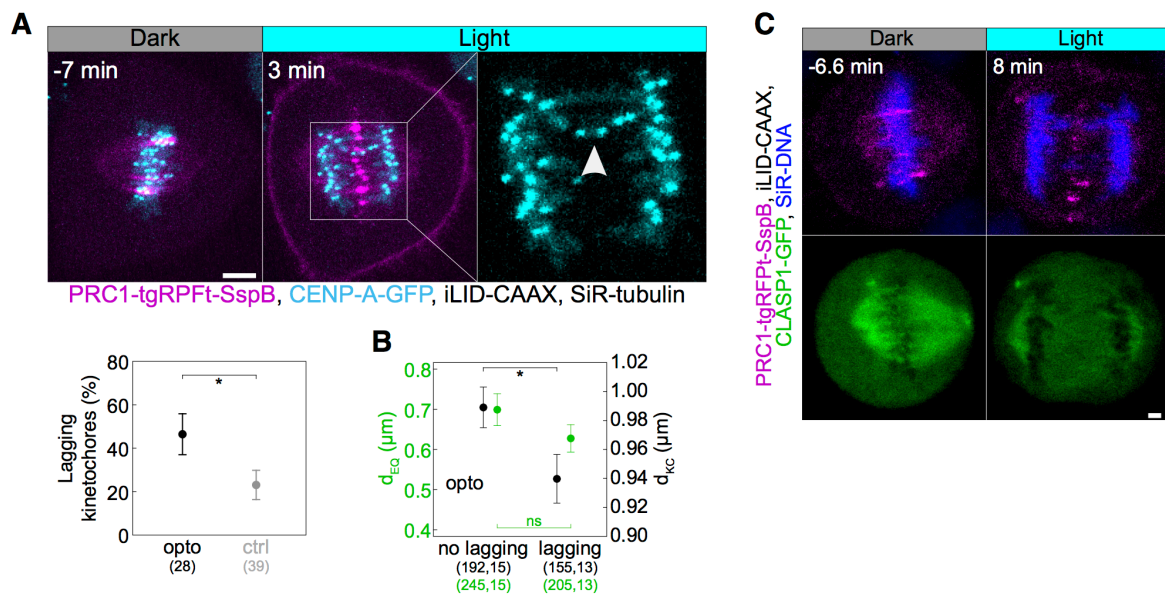 A
Dark
Light
-7 min
3 min
PRC1-tgRPFt-SspB, CENP-A-GFP, iLID-CAAX, SiR-tubulin
Lagging
kinetochores (%)
80
60
40
20
0
*
opto
ctrl
(28)
(39)
B
dEQ (μm)
0.8
0.7
0.6
0.5
0.4
*
opto
ns
1.02
1.00
0.98
0.96
0.94
0.92
0.90
dKC (μm)
no lagging
lagging
(192,15)
(155,13)
(245,15)
(205,13)
C
Dark
Light
-6.6 min
8 min
PRC1-tgRFPt-SspB, iLID-CAAX,
CLASP1-GFP, SiR-DNA